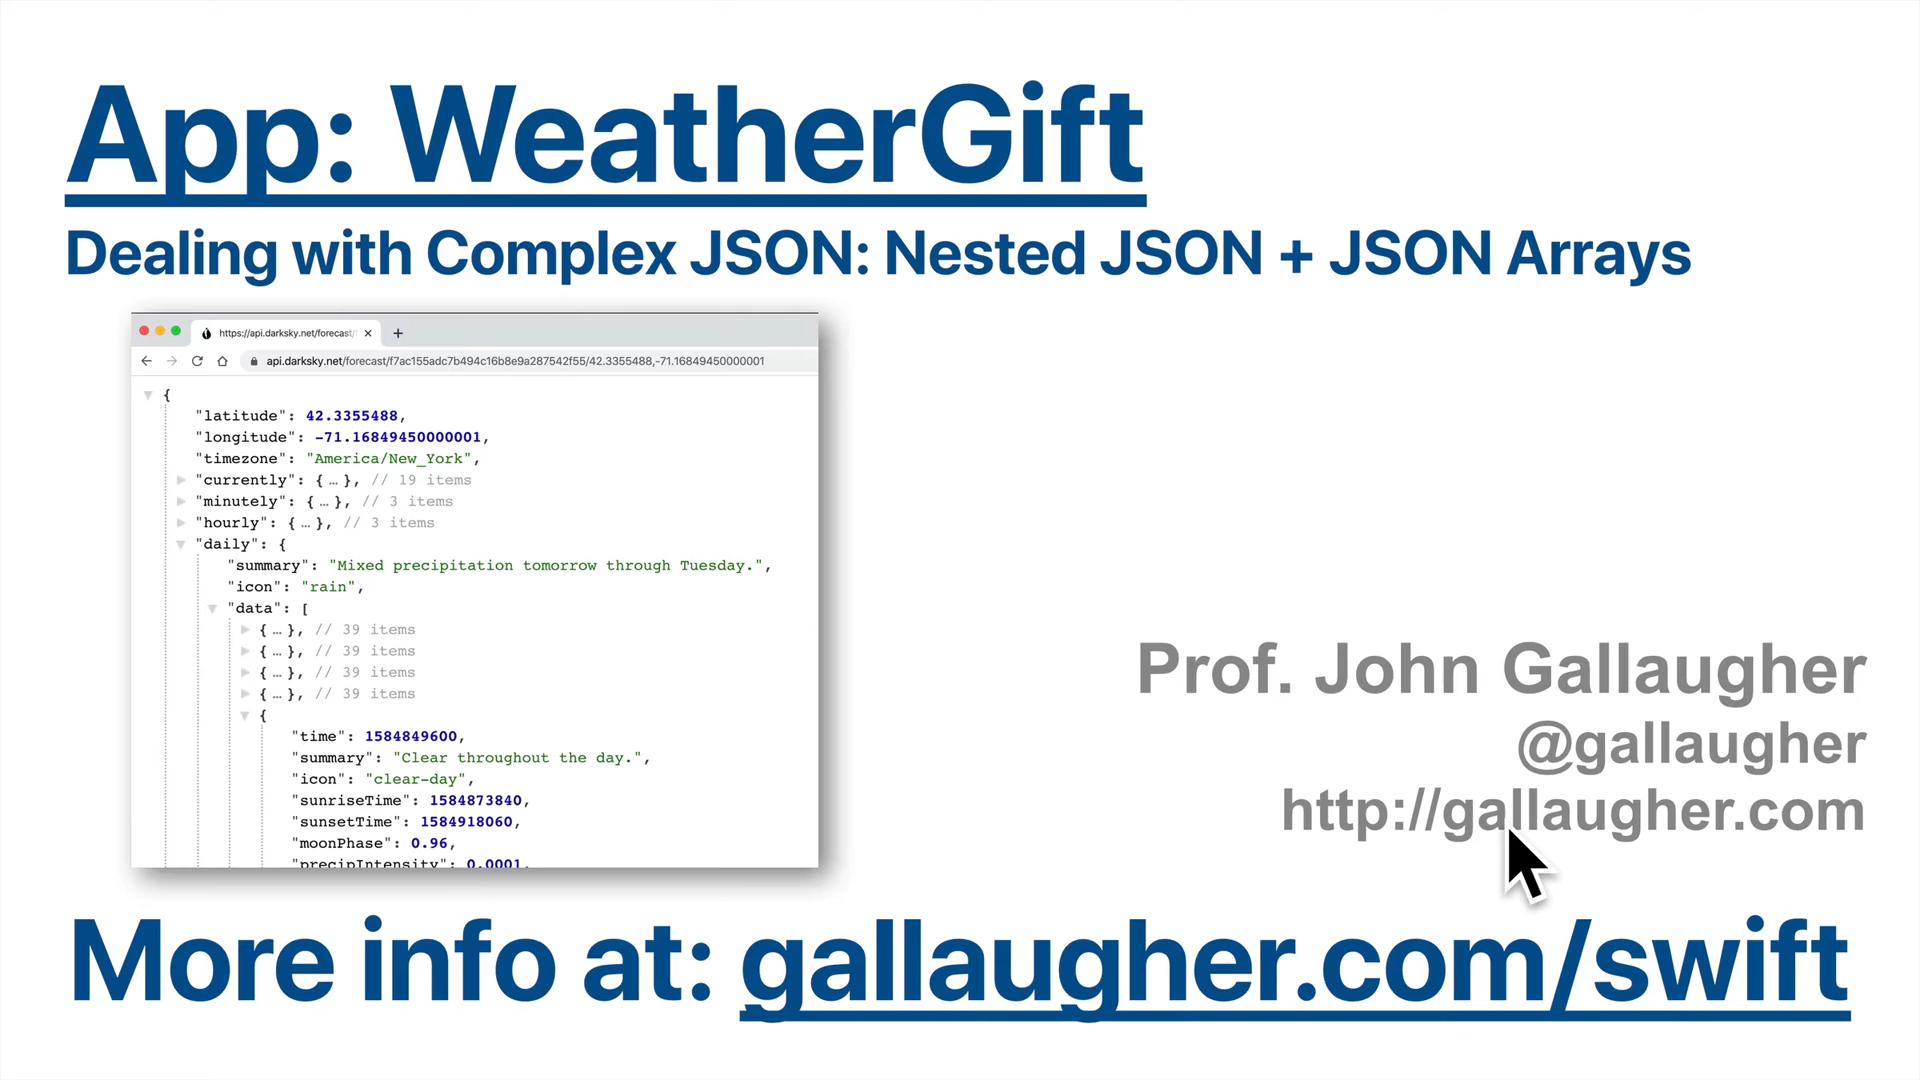 App: WeatherGift
Dealing with Complex JSON: Nested JSON + JSON Arrays
https://api.darksky.net/forecast/
api.darksky.net/forecast/f7ac155adc7b494c16b8e9a287542f55/42.3355488,-71.16849450000001
{
"latitude": 42.3355488,
"longitude": -71.16849450000001,
"timezone": "America/New_York",
"currently": { … }, // 19 items
"minutely": { … }, // 3 items
"hourly": { … }, // 3 items
"daily": {
"summary": "Mixed precipitation tomorrow through Tuesday.",
"icon": "rain",
"data": [
{ … }, // 39 items
{ … }, // 39 items
{ … }, // 39 items
{ … }, // 39 items
{
"time": 1584849600,
"summary": "Clear throughout the day.",
"icon": "clear-day",
"sunriseTime": 1584873840,
"sunsetTime": 1584918060,
"moonPhase": 0.96,
"precipIntensity": 0.0001,
Prof. John Gallaugher
@gallaugher
http://gallaugher.com
More info at: gallaugher.com/swift